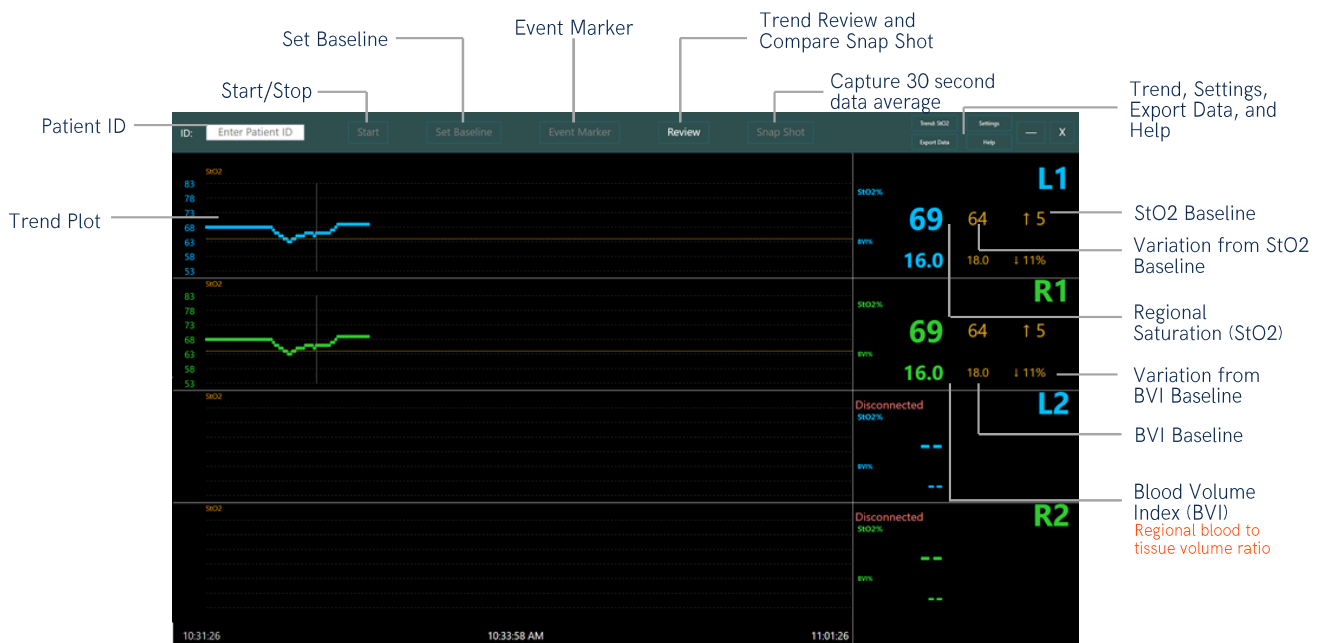 Trend Review and
Compare Snap Shot
Event Marker
Set Baseline
Capture 30 second
data average
Start/Stop
Trend, Settings,
Export Data, and
Help
Patient ID
ID:
Enter Patient ID
Start
Set Baseline
Event Marker
Review
Snap Shot
Trend: StO2
Settings
Export Data
Help
— X
Trend Plot
StO2
83
78
73
68
63
58
53
L1
StO2%
69 64 ↑ 5
BVI%
16.0 18.0 ↓ 11%
StO2 Baseline
Variation from StO2
Baseline
StO2
83
78
73
68
63
58
53
R1
StO2%
69 64 ↑ 5
BVI%
16.0 18.0 ↓ 11%
Regional
Saturation (StO2)
Variation from
BVI Baseline
StO2
Disconnected
L2
StO2%
--
BVI%
--
BVI Baseline
Blood Volume
Index (BVI)
Regional blood to
tissue volume ratio
StO2
Disconnected
R2
StO2%
--
BVI%
--
10:31:26
10:33:58 AM
11:01:26